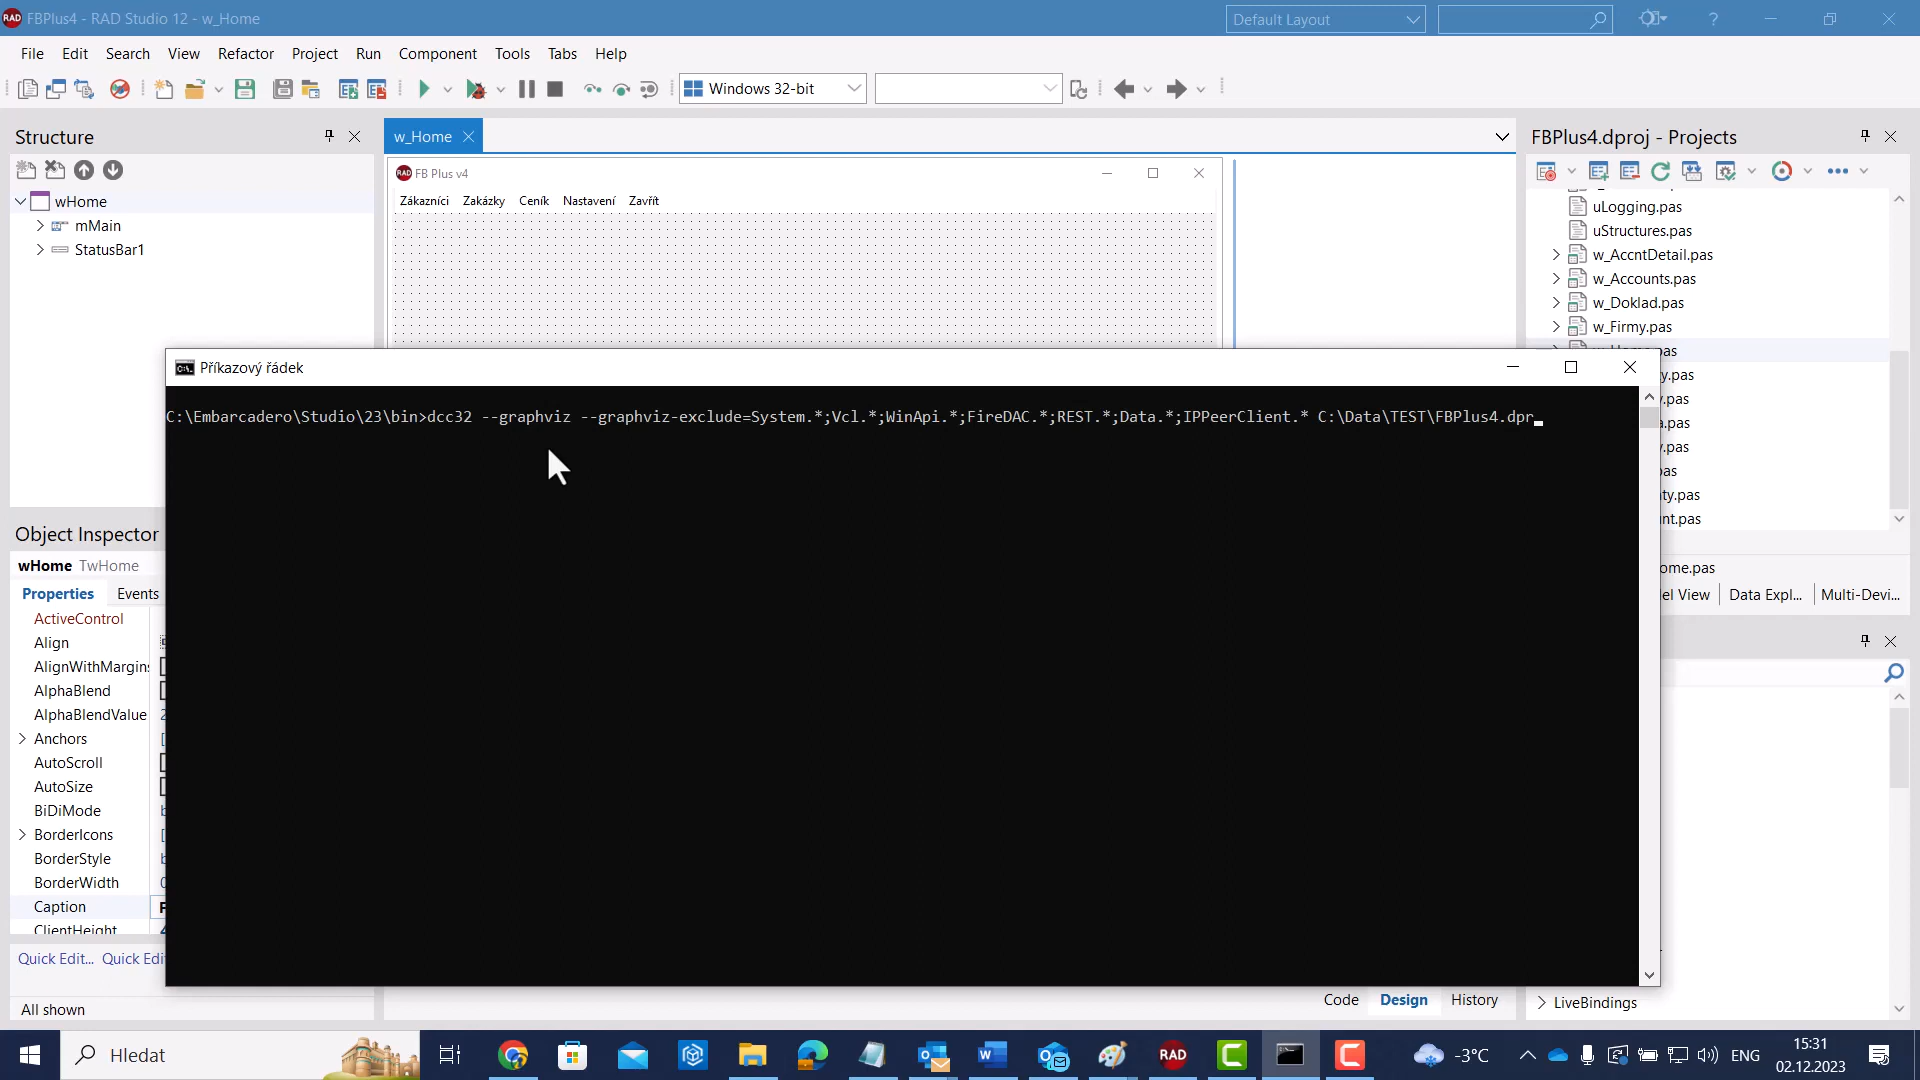 FBPlus4 - RAD Studio 12 - w_Home
Default Layout
File Edit Search View Refactor Project Run Component Tools Tabs Help
Windows 32-bit
Structure
wHome
mMain
StatusBar1
w_Home
FB Plus v4
Zákazníci Zakázky Ceník Nastavení Zavřít
FBPlus4.dproj - Projects
uLogging.pas
uStructures.pas
w_AccntDetail.pas
w_Accounts.pas
w_Doklad.pas
w_Firmy.pas
Příkazový řádek
C:\Embarcadero\Studio\23\bin>dcc32 --graphviz --graphviz-exclude=System.*;Vcl.*;WinApi.*;FireDAC.*;REST.*;Data.*;IPPeerClient.* C:\Data\TEST\FBPlus4.dpr
Object Inspector
wHome TwHome
Properties Events
ActiveControl
Align
AlignWithMargins
AlphaBlend
AlphaBlendValue
Anchors
AutoScroll
AutoSize
BiDiMode
BorderIcons
BorderStyle
BorderWidth
Caption
ClientHeight
Quick Edit...
All shown
Data Expl... Multi-Devi...
Code Design History
LiveBindings
Hledat
-3°C
ENG
15:31
02.12.2023